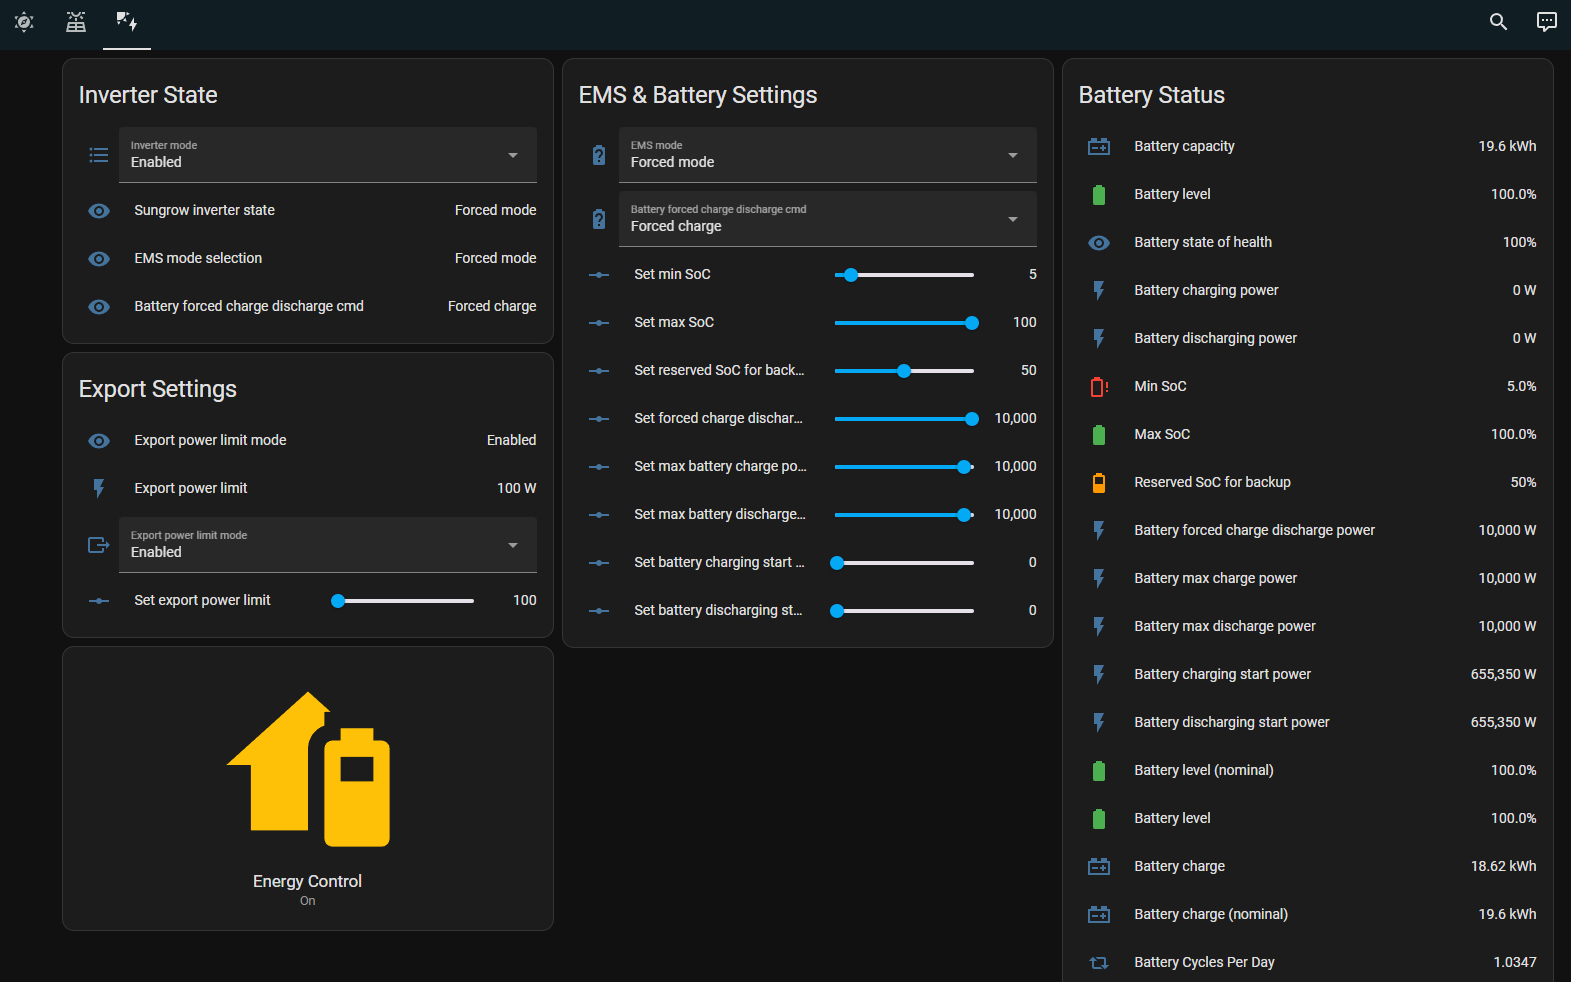 Inverter State
Inverter mode
Enabled
Sungrow inverter state Forced mode
EMS mode selection Forced mode
Battery forced charge discharge cmd Forced charge
Export Settings
Export power limit mode Enabled
Export power limit 100 W
Export power limit mode
Enabled
Set export power limit 100
Energy Control
On
EMS & Battery Settings
EMS mode
Forced mode
Battery forced charge discharge cmd
Forced charge
Set min SoC 5
Set max SoC 100
Set reserved SoC for back... 50
Set forced charge dischar... 10,000
Set max battery charge po... 10,000
Set max battery discharge... 10,000
Set battery charging start ... 0
Set battery discharging st... 0
Battery Status
Battery capacity 19.6 kWh
Battery level 100.0%
Battery state of health 100%
Battery charging power 0 W
Battery discharging power 0 W
Min SoC 5.0%
Max SoC 100.0%
Reserved SoC for backup 50%
Battery forced charge discharge power 10,000 W
Battery max charge power 10,000 W
Battery max discharge power 10,000 W
Battery charging start power 655,350 W
Battery discharging start power 655,350 W
Battery level (nominal) 100.0%
Battery level 100.0%
Battery charge 18.62 kWh
Battery charge (nominal) 19.6 kWh
Battery Cycles Per Day 1.0347